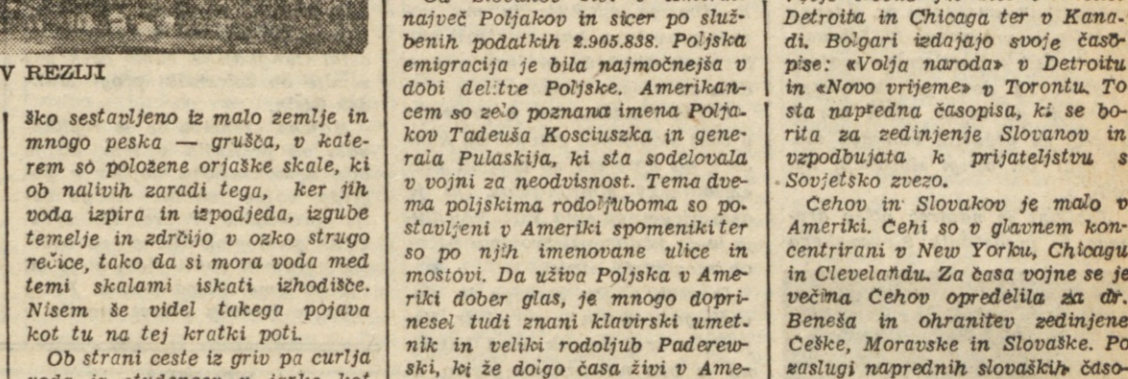 V REZIJI
ško sestavljeno iz malo zemlje in
mnogo peska — grušča, v kate-
rem so položene orjaške skale, ki
ob nalivih zaradi tega, ker jih
voda izpira in izpodjeda, izgube
temelje in zdrčijo v ozko strugo
rečice, tako da si mora voda med
temi skalami iskati izhodišče.
Nisem še videl takega pojava
kot tu na tej kratki poti.
Ob strani ceste iz griv pa curlja
največ Poljakov in sicer po služ-
benih podatkih 2.905.838. Poljska
emigracija je bila najmočnejša v
dobi delitve Poljske. Amerikan-
cem so zelo poznana imena Polja-
kov Tadeuša Kosciuszka in gene-
rala Pulaskija, ki sta sodelovala
v vojni za neodvisnost. Tema dve-
ma poljskima rodoljuboma so po-
stavljeni v Ameriki spomeniki ter
so po njih imenovane ulice in
mostovi. Da uživa Poljska v Ame-
riki dober glas, je mnogo dopri-
nesel tudi znani klavirski umet-
nik in veliki rodoljub Paderew-
ski, ki že dolgo časa živi v Ame-
Detroita in Chicaga ter v Kana-
di. Bolgari izdajajo svoje časo-
pise: «Volja naroda» v Detroitu
in «Novo vrijeme» v Torontu. To
sta napredna časopisa, ki se bo-
rita za zedinjenje Slovanov in
vzpodbujata k prijateljstvu s
Sovjetsko zvezo.
Čehov in Slovakov je malo v
Ameriki. Čehi so v glavnem kon-
centrirani v New Yorku, Chicagu
in Clevelandu. Za časa vojne se je
večina Čehov opredělila za dr.
Beneša in ohranitev zedinjene
Češke, Moravske in Slovaške. Po
zaslugi naprednih slovaških časo-